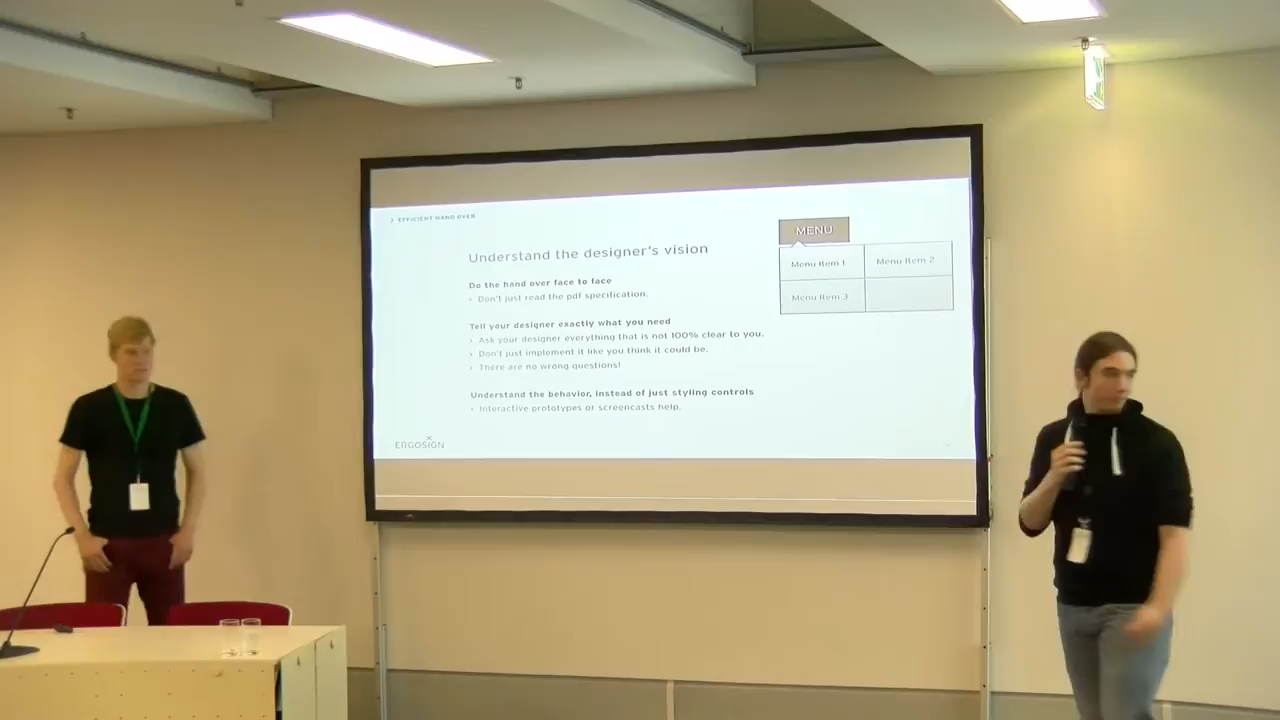 > EFFICIENT HAND OVER
Understand the designer's vision
Do the hand over face to face
› Don't just read the pdf specification.
Tell your designer exactly what you need
› Ask your designer everything that is not 100% clear to you.
› Don't just implement it like you think it could be.
› There are no wrong questions!
Understand the behavior, instead of just styling controls
› Interactive prototypes or screencasts help.
MENU
Menu Item 1
Menu Item 2
Menu Item 3
ERGOSIGN